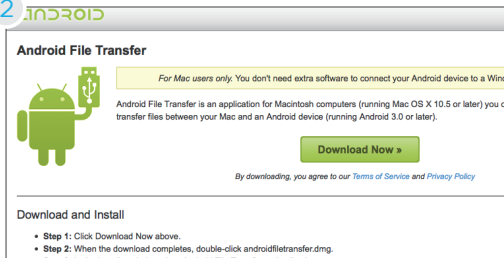 2
android
Android File Transfer
For Mac users only. You don't need extra software to connect your Android device to a
Android File Transfer is an application for Macintosh computers (running Mac OS X 10.5 or later) you
transfer files between your Mac and an Android device (running Android 3.0 or later).
Download Now »
By downloading, you agree to our Terms of Service and Privacy Policy
Download and Install
• Step 1: Click Download Now above.
• Step 2: When the download completes, double-click androidfiletransfer.dmg.